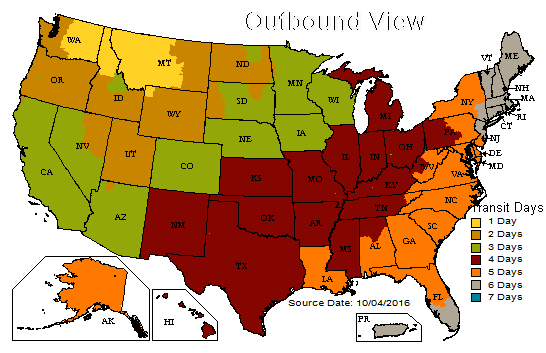 Outbound View
WA
MT
ND
MN
VT
ME
OR
ID
SD
WI
NY
NH
MA
WY
MI
RI
CT
NV
UT
NE
IA
PA
NJ
CO
IL
IN
OH
DE
MD
CA
KS
MO
WV
VA
KY
AZ
NM
OK
AR
TN
NC
SC
TX
MS
AL
GA
LA
FL
AK
HI
PR
Transit Days
1 Day
2 Days
3 Days
4 Days
5 Days
6 Days
7 Days
Source Date: 10/04/2016